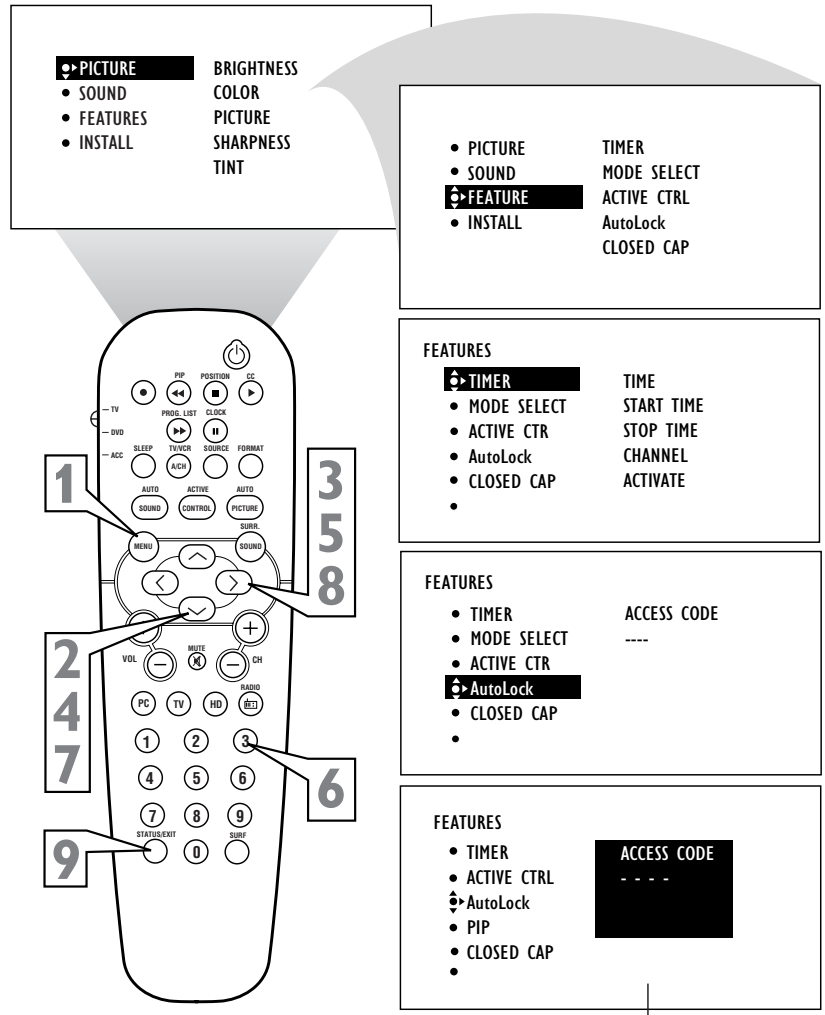 PICTURE BRIGHTNESS
SOUND COLOR
FEATURES PICTURE
INSTALL SHARPNESS
TINT
PICTURE TIMER
SOUND MODE SELECT
FEATURE ACTIVE CTRL
INSTALL AutoLock
CLOSED CAP
FEATURES
TIMER TIME
MODE SELECT START TIME
ACTIVE CTR STOP TIME
AutoLock CHANNEL
CLOSED CAP ACTIVATE
FEATURES
TIMER ACCESS CODE
MODE SELECT ----
ACTIVE CTR
AutoLock
CLOSED CAP
FEATURES
TIMER ACCESS CODE
ACTIVE CTRL - - - -
AutoLock
PIP
CLOSED CAP
PIP POSITION CC
TV
PROG. LIST CLOCK
DVD
ACC
SLEEP TV/VCR SOURCE FORMAT
A/CH
AUTO ACTIVE AUTO
SOUND CONTROL PICTURE
SURR.
MENU SOUND
VOL MUTE CH
RADIO
PC TV HD
1 2 3
4 5 6
7 8 9
STATUS/EXIT SURF
0
1
2
4
7
3
5
8
6
9